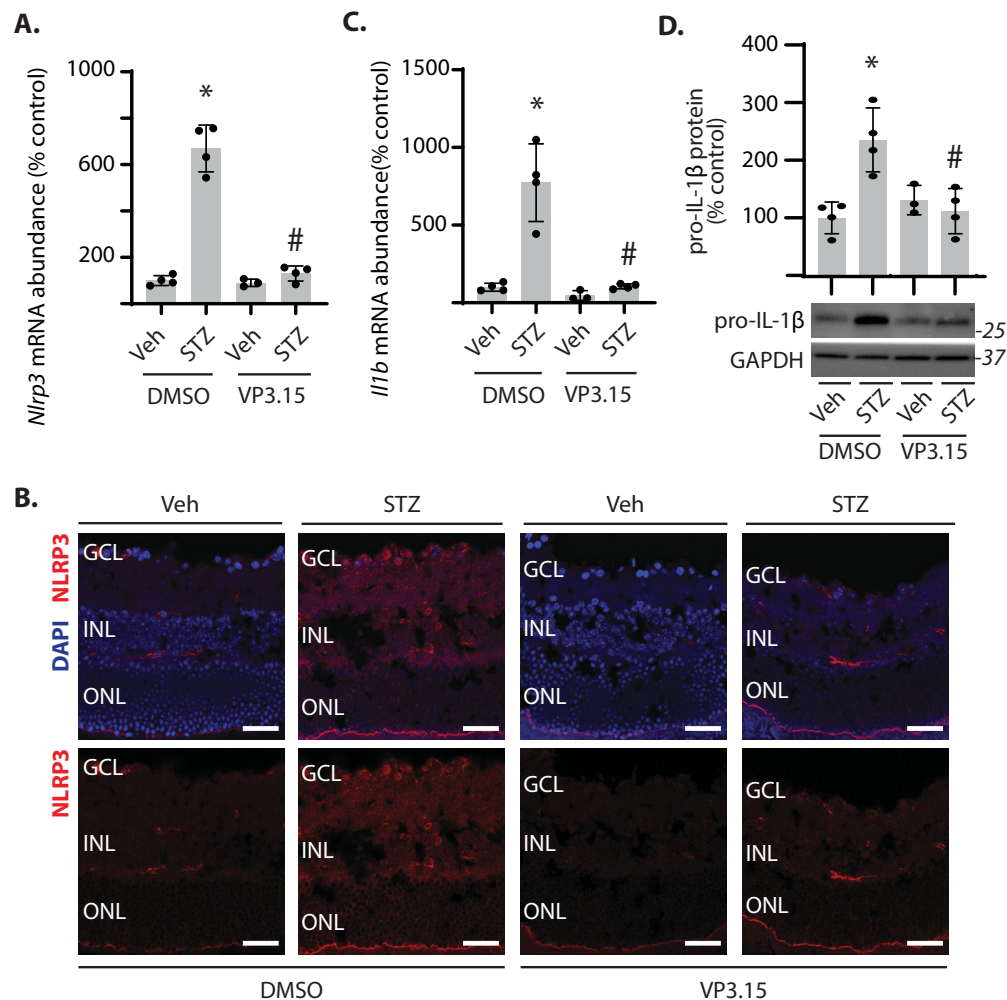 A.
Nlrp3 mRNA abundance (% control)
1000
600
200
*
#
Veh
STZ
Veh
STZ
DMSO
VP3.15
C.
Il1b mRNA abundance(% control)
1500
1000
500
*
#
Veh
STZ
Veh
STZ
DMSO
VP3.15
D.
pro-IL-1β protein
(% control)
400
300
200
100
*
#
pro-IL-1β
-25
GAPDH
-37
Veh
STZ
Veh
STZ
DMSO
VP3.15
B.
Veh
STZ
Veh
STZ
DAPI NLRP3
GCL
INL
ONL
GCL
INL
ONL
GCL
INL
ONL
GCL
INL
ONL
NLRP3
GCL
INL
ONL
GCL
INL
ONL
GCL
INL
ONL
GCL
INL
ONL
DMSO
VP3.15